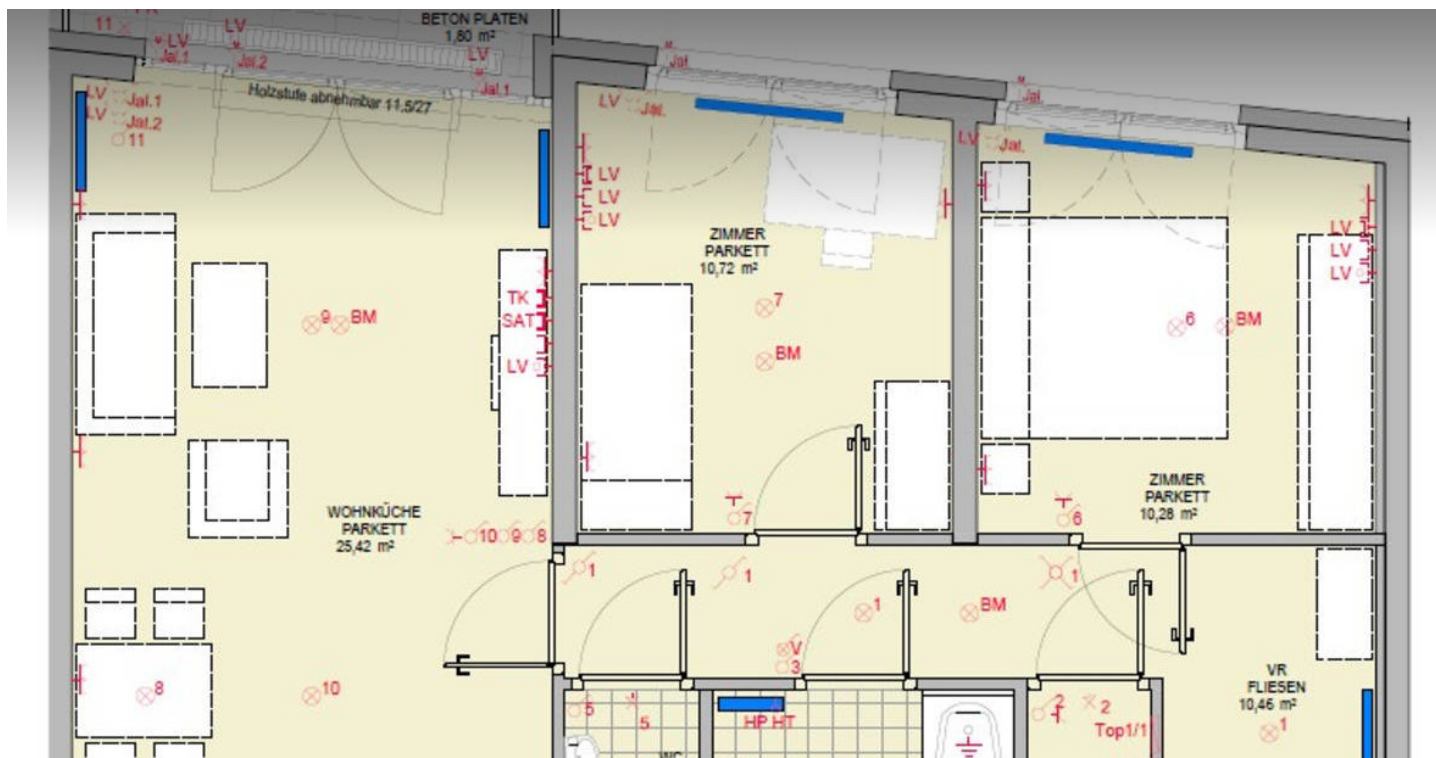 BETON PLATEN
1,80 m²
11
LV
LV
Jal.1
Jal.2
LV
Jal.1
Holzstufe abnehmbar 11.5/27
LV Jal.1
LV Jal.2
11
Jal.
LV Jal.
Jal.
LV Jal.
LV
LV
LV
ZIMMER
PARKETT
10,72 m²
LV
LV
LV
TK
SAT
LV
9 BM
7
BM
6 BM
ZIMMER
PARKETT
10,28 m²
WOHNKÜCHE
PARKETT
25,42 m²
10 9 8
7
6
1
1
1
1
BM
V
3
VR
FLIESEN
10,46 m²
8
10
5
5
HP HT
2
2
Top1/1
1
WC